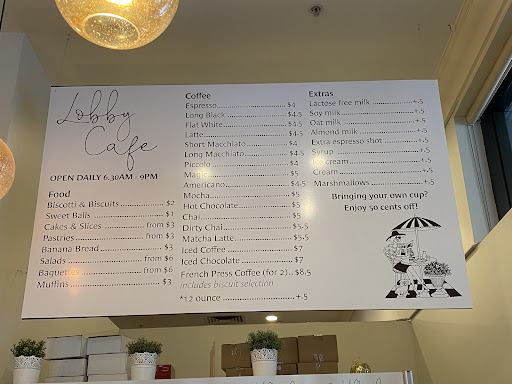 Lobby
Cafe
OPEN DAILY 6.30AM - 9PM
Food
Biscotti & Biscuits $2
Sweet Balls $1
Cakes & Slices from $3
Pastries from $3
Banana Bread $3
Salads from $6
Baguettes from $6
Muffins $3
Coffee
Espresso $4
Long Black $4.5
Flat White $4.5
Latte $4.5
Short Macchiato $4.5
Long Macchiato $4.5
Piccolo $4
$5
Americano $4.5
Mocha $5
Hot Chocolate $5
Chai $5
Dirty Chai $5.5
Matcha Latte $5.5
Iced Coffee $7
Iced Chocolate $7
French Press Coffee (for 2) $8.5
includes biscuit selection
*12 ounce +.5
Extras
Lactose free milk +.5
Soy milk +.5
Oat milk +.5
Almond milk +.5
Extra espresso shot +.5
Syrup +.5
Ice cream +.5
Cream +.5
Marshmallows +.5
Bringing your own cup?
Enjoy 50 cents off!